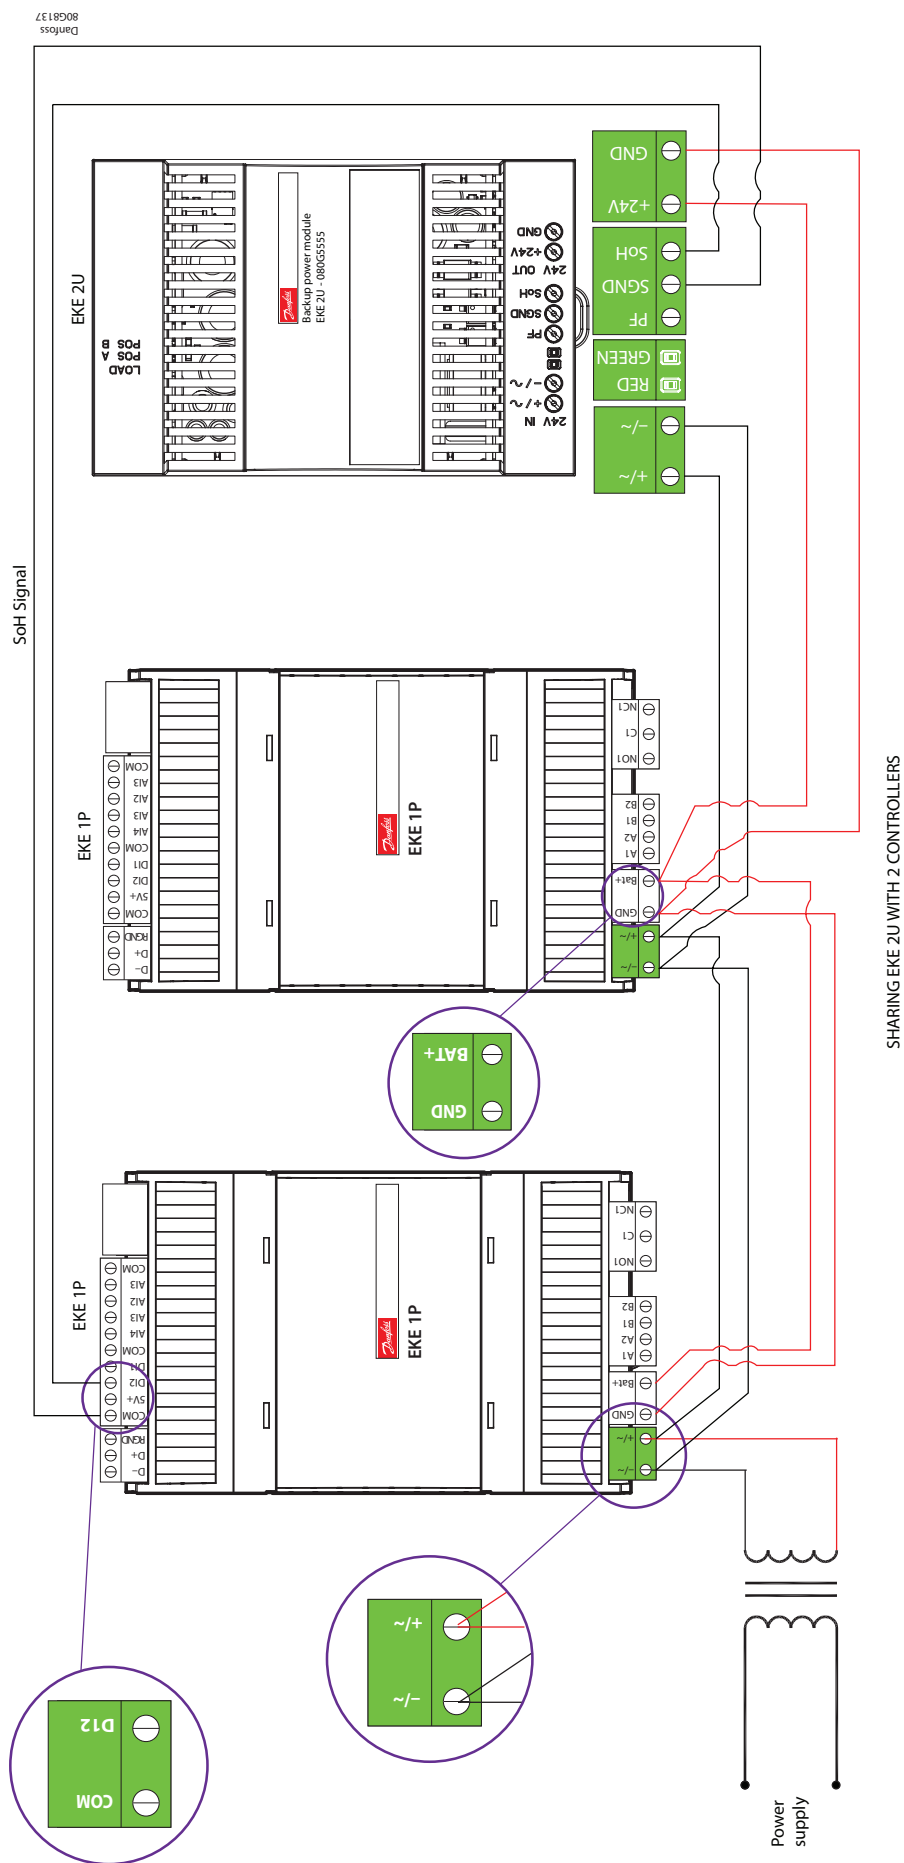 Danfoss
80G8137
SoH Signal
EKE 2U
LOAD
POS A
POS B
Danfoss
Backup power module
EKE 2U - 080G5555
GND
+24V
24V OUT
SoH
SGND
PF
- / ~
+ / ~
24V IN
GND
+24V
SoH
SGND
PF
GREEN
RED
-/~
+/~
EKE 1P
COM
AI3
AI2
AI3
AI4
COM
DI1
DI2
5V+
COM
RGND
D+
D-
Danfoss
EKE 1P
NC1
C1
NO1
B2
B1
A2
A1
Bat+
GND
+/~
-/~
BAT+
GND
EKE 1P
COM
AI3
AI2
AI3
AI4
COM
DI1
DI2
5V+
COM
RGND
D+
D-
Danfoss
EKE 1P
NC1
C1
NO1
B2
B1
A2
A1
Bat+
GND
+/~
-/~
+/~
-/~
D12
COM
Power
supply
SHARING EKE 2U WITH 2 CONTROLLERS